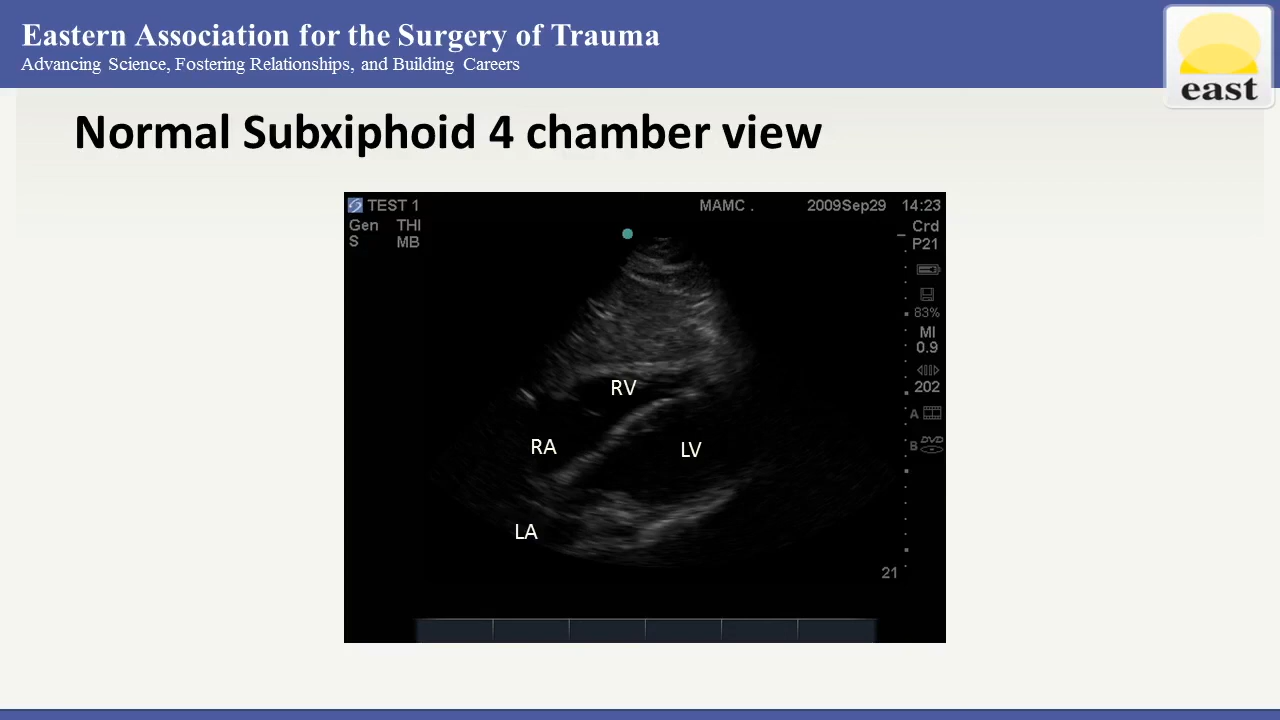 Eastern Association for the Surgery of Trauma
Advancing Science, Fostering Relationships, and Building Careers
east
Normal Subxiphoid 4 chamber view
TEST 1 MAMC . 2009Sep29 14:23
Gen THI Crd
S MB P21
83%
MI
0.9
202
RV
A
RA LV
B DVD
LA
21